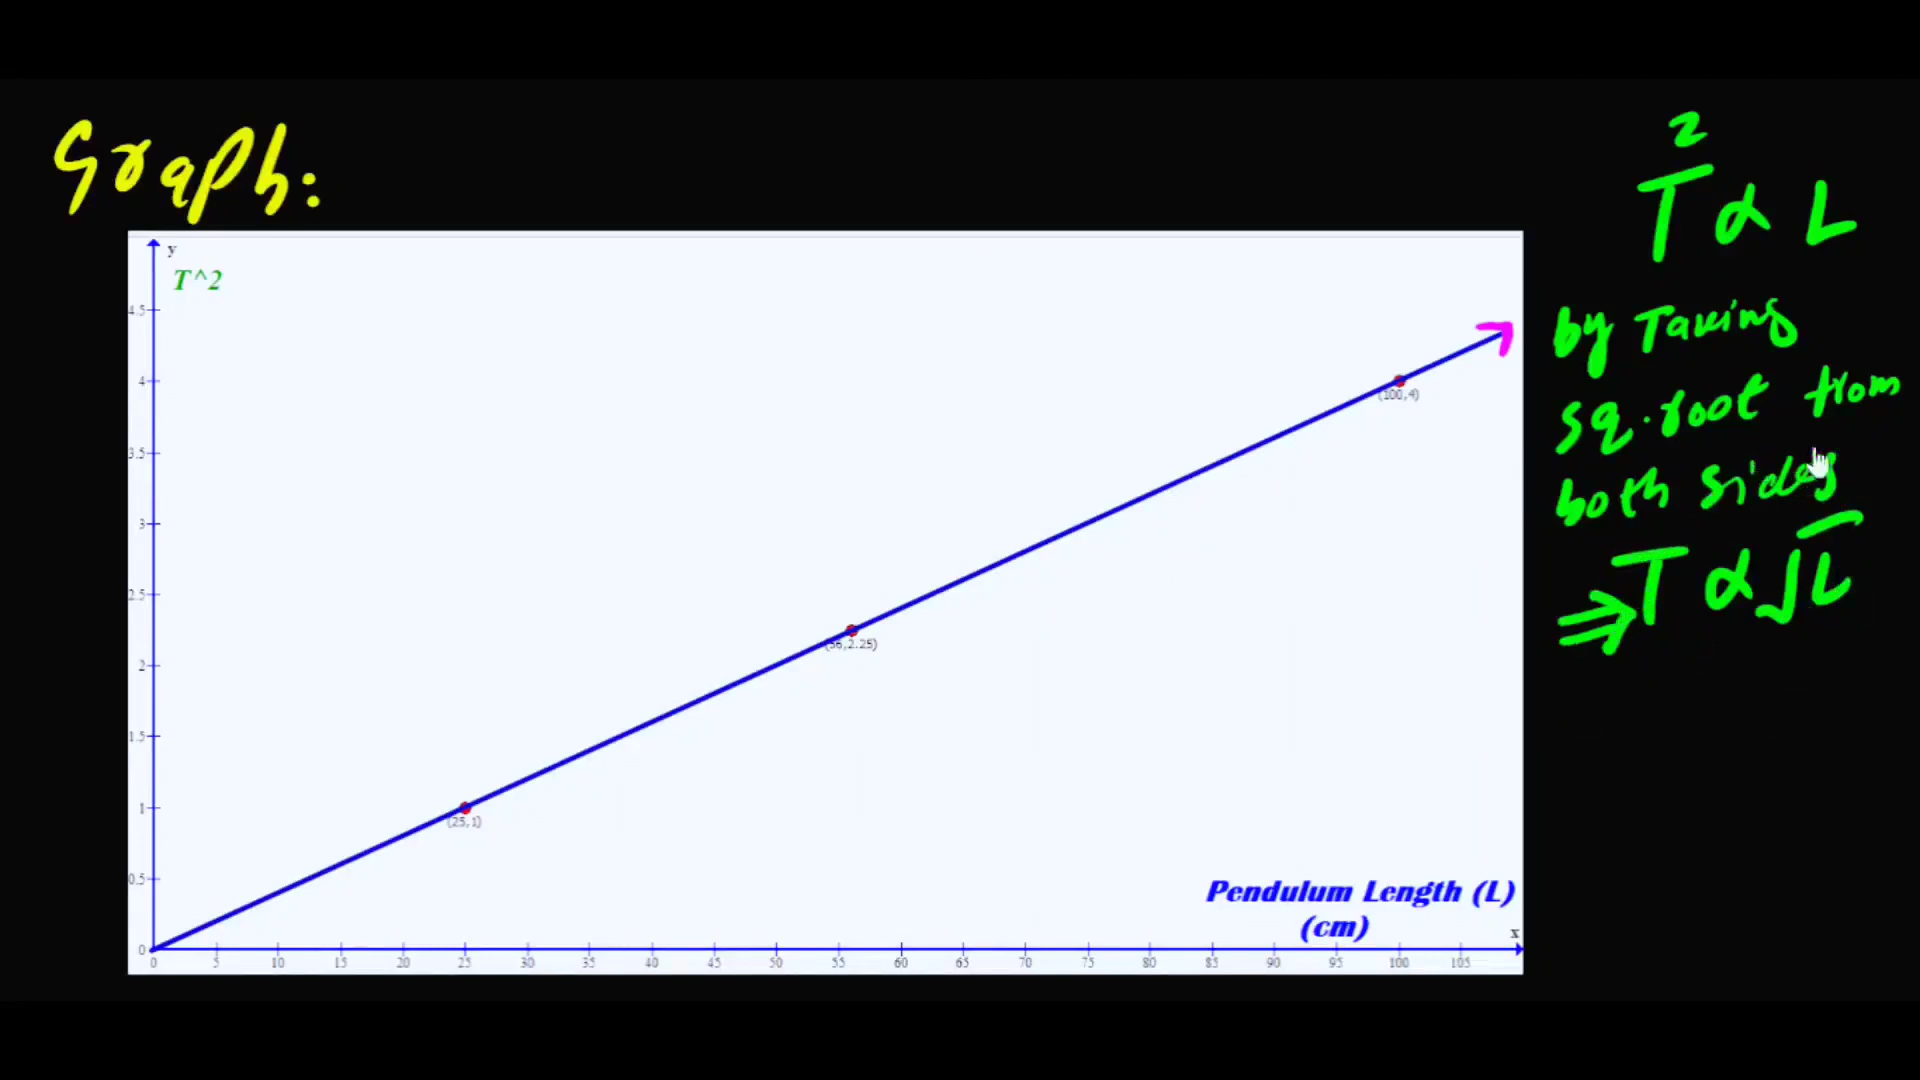 Graph:
2
T α L
by Taking
sq. root from
both sides
⇒ T α √L
y
T^2
4.5
4
3.5
3
2.5
2
1.5
1
0.5
0
(100,4)
(56,2.25)
(25,1)
Pendulum Length (L)
(cm)
x
0 5 10 15 20 25 30 35 40 45 50 55 60 65 70 75 80 85 90 95 100 105